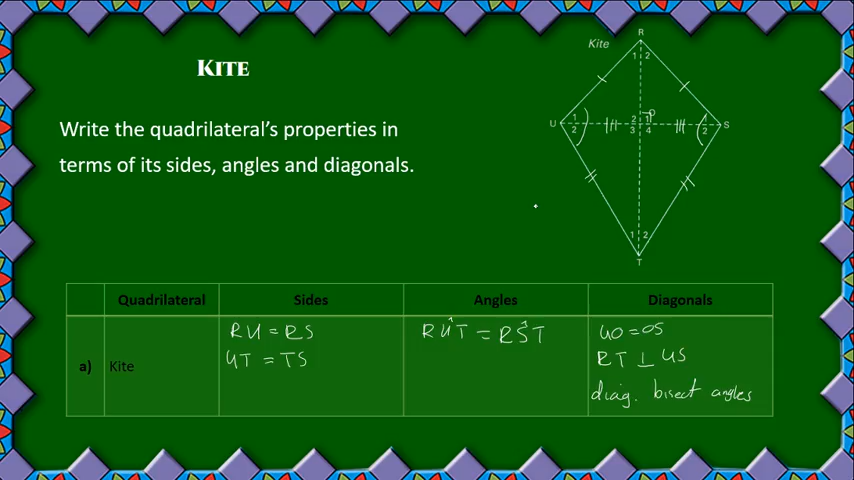 KITE
Write the quadrilateral's properties in
terms of its sides, angles and diagonals.
Kite
R
1 2
U
1
2
2 1
3 4
1
2
S
1 2
T
Quadrilateral Sides Angles Diagonals
a) Kite
RU = RS
UT = TS
RÛT = RŜT
UO = OS
RT ⊥ US
diag. bisect angles